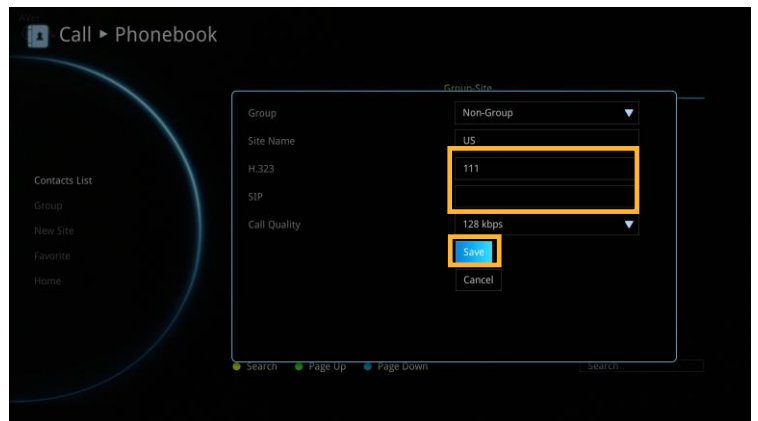 AVer
Call ► Phonebook
Group-Site
Group
Non-Group ▼
Site Name
US
H.323
111
SIP
Call Quality
128 kbps ▼
Save
Cancel
Contacts List
Group
New Site
Favorite
Home
Search
Page Up
Page Down
Search